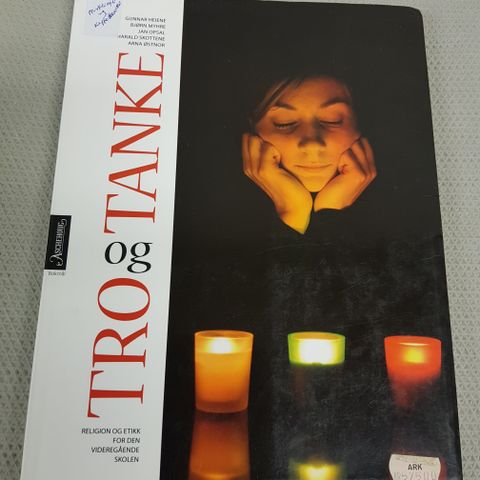 GUNNAR HEIENE
BJØRN MYHRE
JAN OPSAL
HARALD SKOTTENE
ARNA ØSTNOR
TRO og TANKE
ASCHEHOUG
RELIGION OG ETIKK
FOR DEN
VIDEREGÅENDE
SKOLEN
ARK